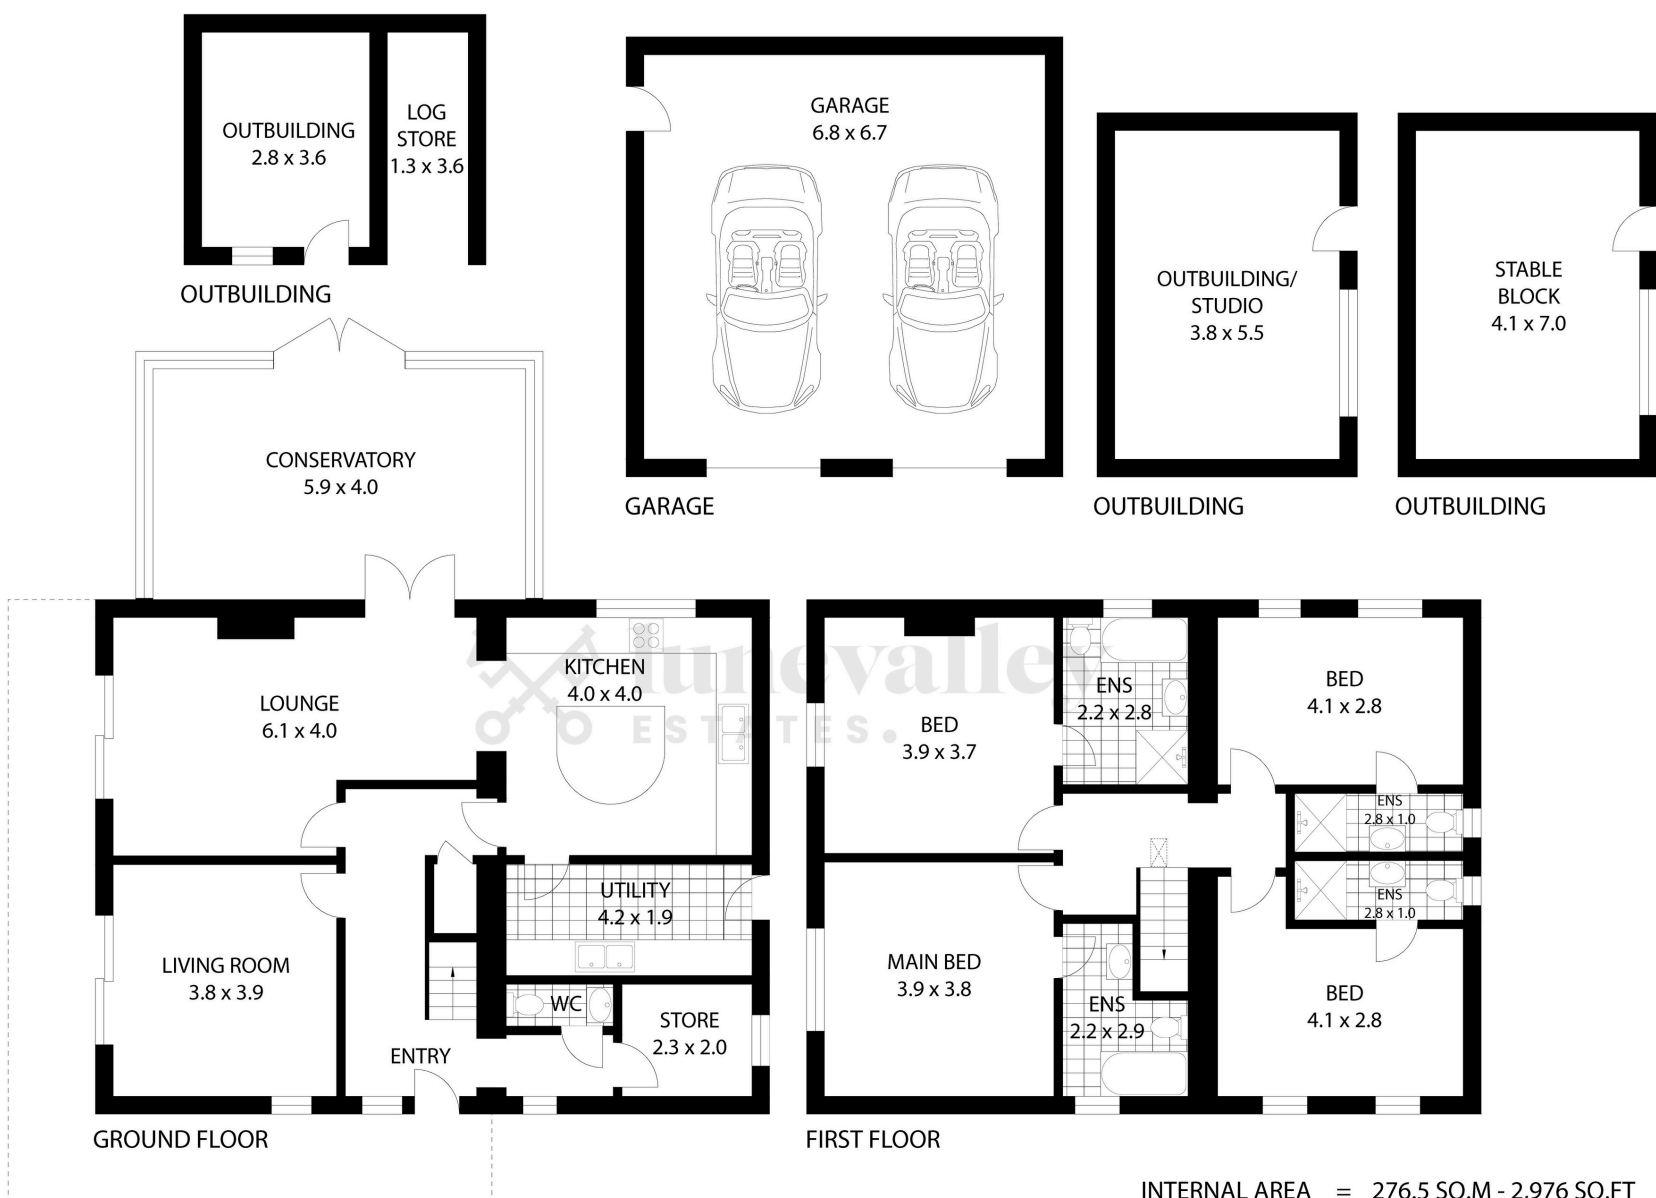 OUTBUILDING
2.8 x 3.6
LOG
STORE
1.3 x 3.6
OUTBUILDING
GARAGE
6.8 x 6.7
GARAGE
OUTBUILDING/
STUDIO
3.8 x 5.5
OUTBUILDING
STABLE
BLOCK
4.1 x 7.0
OUTBUILDING
CONSERVATORY
5.9 x 4.0
LOUNGE
6.1 x 4.0
KITCHEN
4.0 x 4.0
lunevalley
ESTATES.
UTILITY
4.2 x 1.9
LIVING ROOM
3.8 x 3.9
WC
STORE
2.3 x 2.0
ENTRY
GROUND FLOOR
BED
3.9 x 3.7
ENS
2.2 x 2.8
BED
4.1 x 2.8
ENS
2.8 x 1.0
ENS
2.8 x 1.0
MAIN BED
3.9 x 3.8
ENS
2.2 x 2.9
BED
4.1 x 2.8
FIRST FLOOR
INTERNAL AREA = 276.5 SQ.M - 2,976 SQ.FT